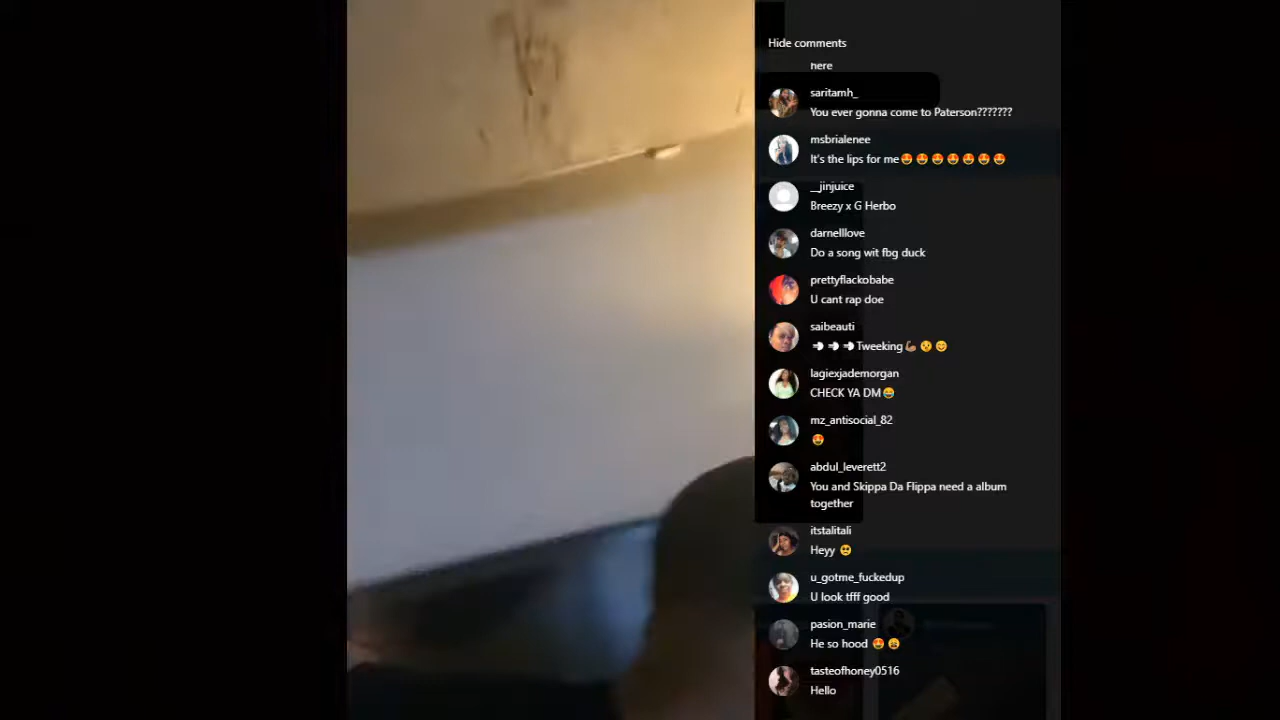 Hide comments
here
saritamh_
You ever gonna come to Paterson???????
msbrialenee
It's the lips for me🤩🤩🤩🤩🤩🤩🤩
__jinjuice
Breezy x G Herbo
darnelllove
Do a song wit fbg duck
prettyflackobabe
U cant rap doe
saibeauti
💨💨💨Tweeking💪🏽😢😊
lagiexjademorgan
CHECK YA DM😂
mz_antisocial_82
😍
abdul_leverett2
You and Skippa Da Flippa need a album
together
itstalitali
Heyy 🥺
u_gotme_fuckedup
U look tfff good
pasion_marie
He so hood 😍😩
tasteofhoney0516
Hello